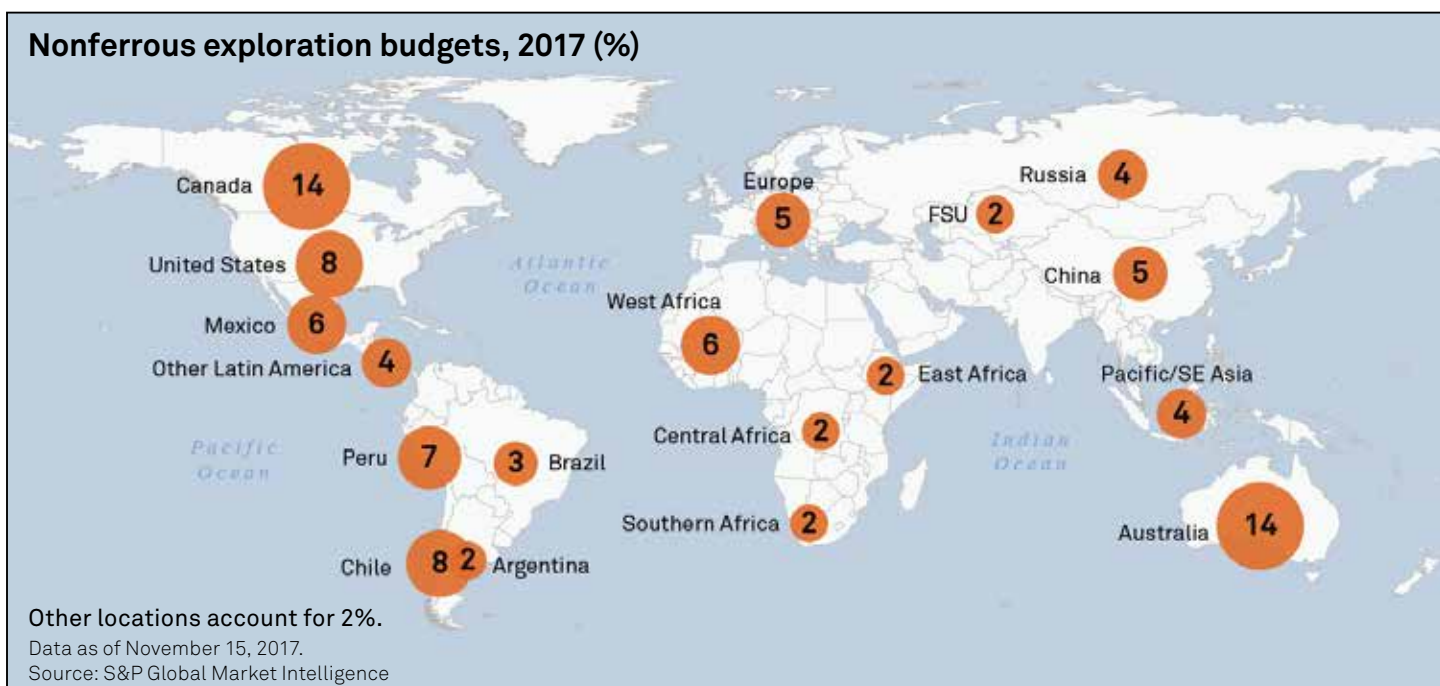 Nonferrous exploration budgets, 2017 (%)
Canada 14
United States 8
Mexico 6
Other Latin America 4
Peru 7
3 Brazil
Chile 8
2 Argentina
Atlantic
Ocean
Pacific
Ocean
Europe
5
West Africa
6
2 East Africa
Central Africa 2
Southern Africa 2
Russia 4
FSU 2
China 5
Pacific/SE Asia
4
Indian
Ocean
Australia 14
Other locations account for 2%.
Data as of November 15, 2017.
Source: S&P Global Market Intelligence